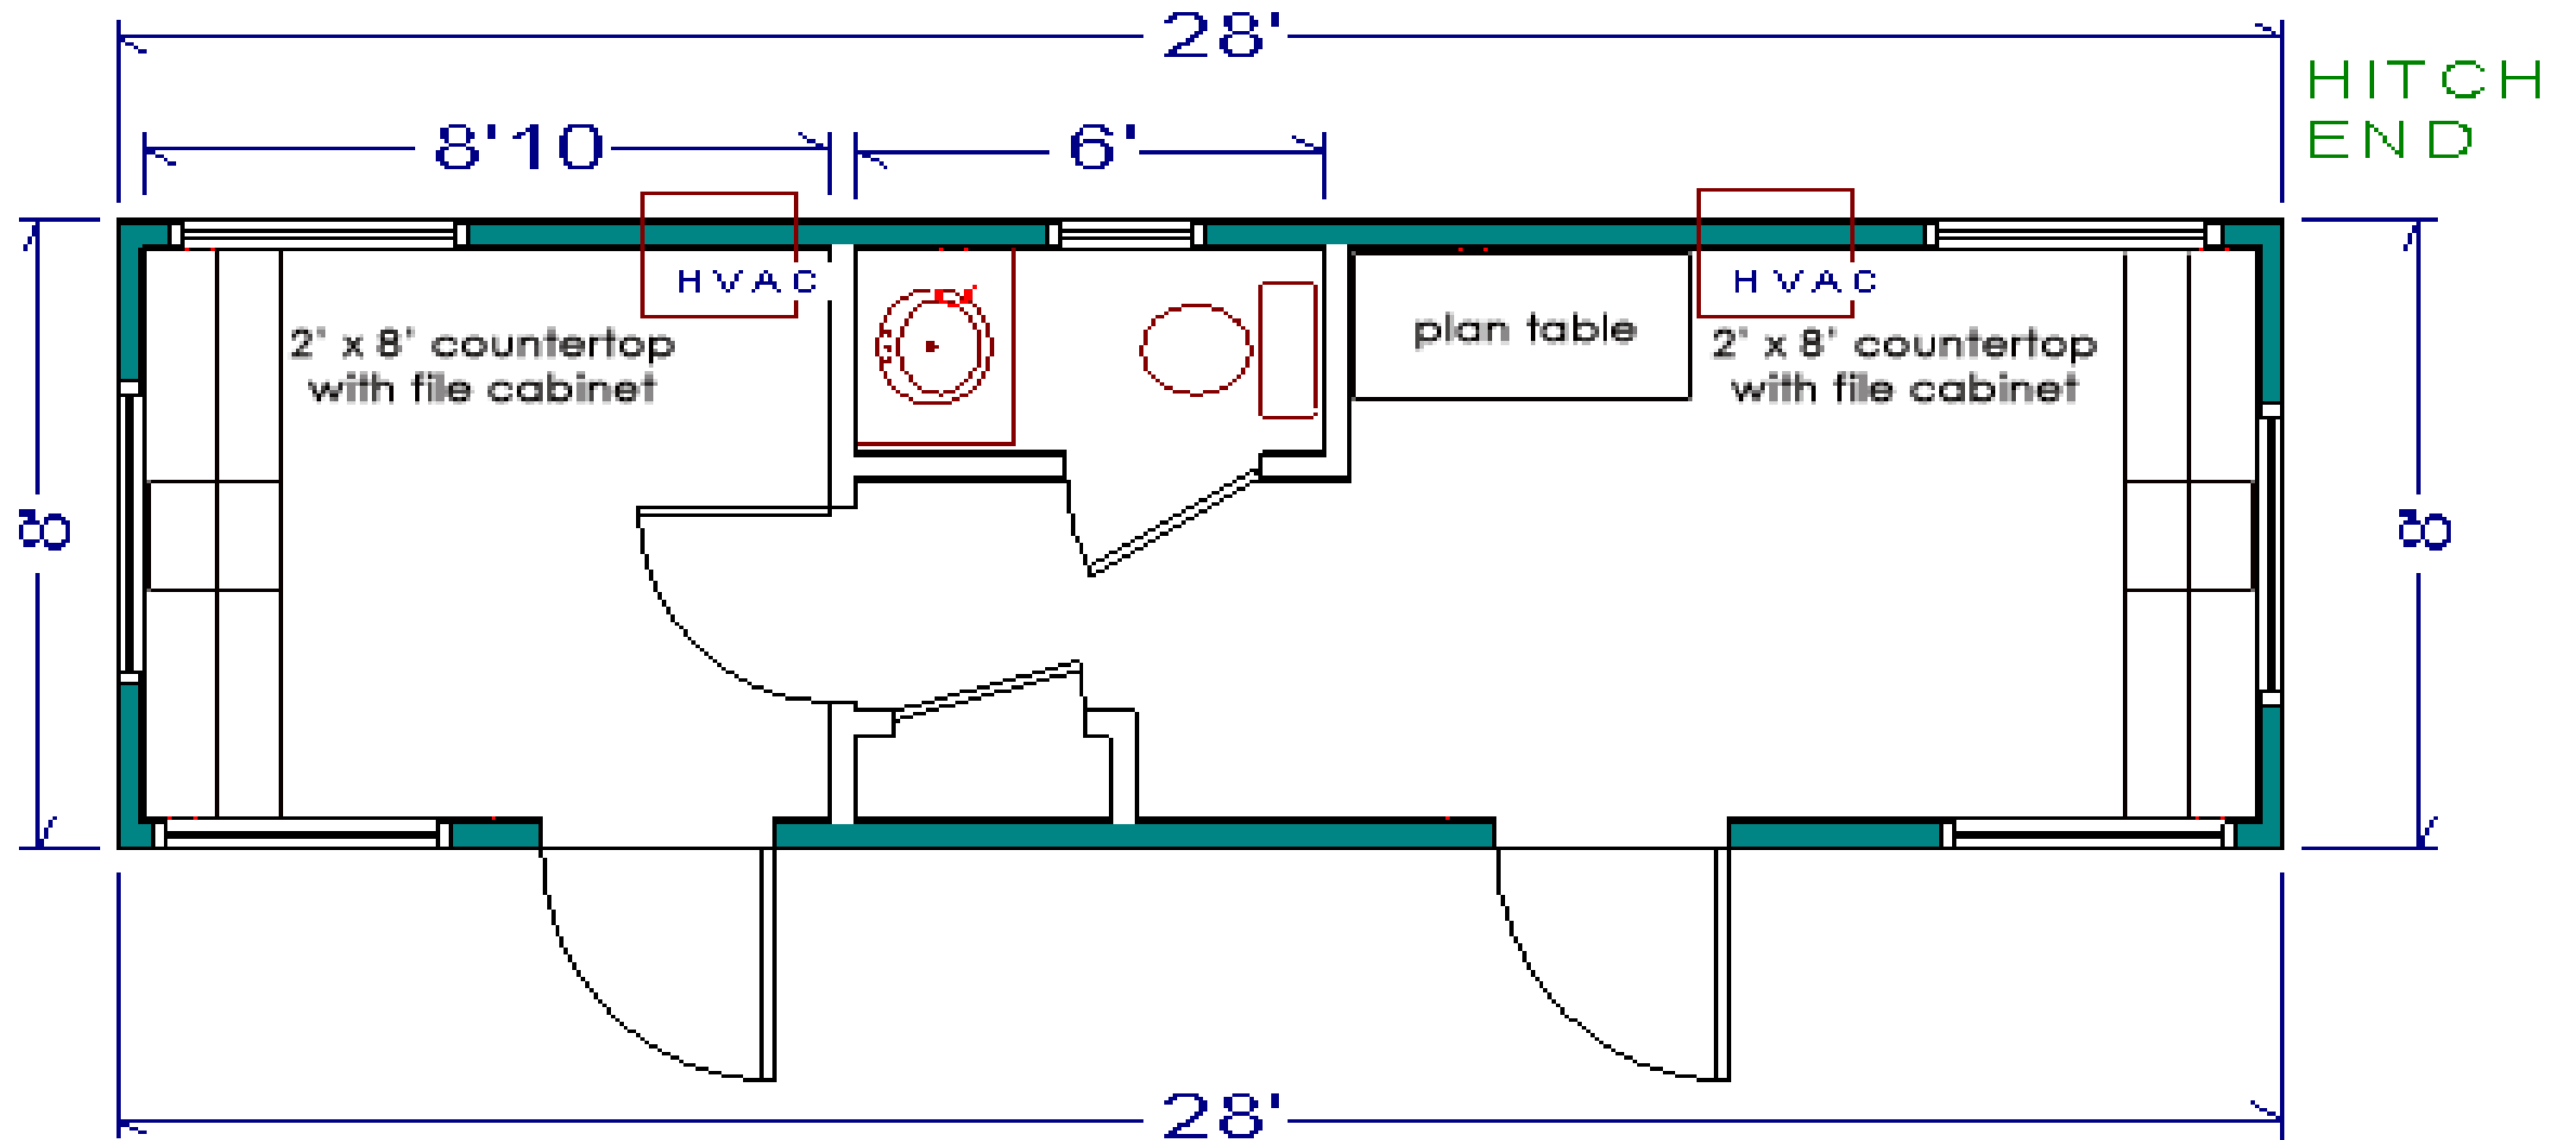 28'
HITCH
END
8'10
6'
HVAC
HVAC
plan table
2' x 8' countertop
with file cabinet
2' x 8' countertop
with file cabinet
8'
8'
28'